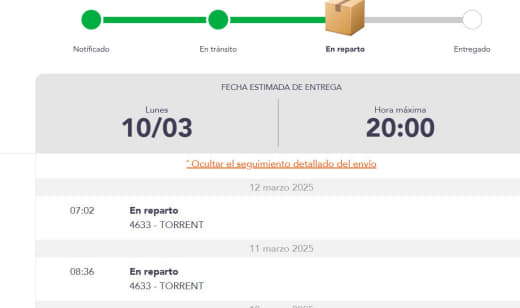 Notificado En tránsito En reparto Entregado
FECHA ESTIMADA DE ENTREGA
Lunes Hora máxima
10/03 20:00
ˆ Ocultar el seguimiento detallado del envío
12 marzo 2025
07:02 En reparto
4633 - TORRENT
11 marzo 2025
08:36 En reparto
4633 - TORRENT